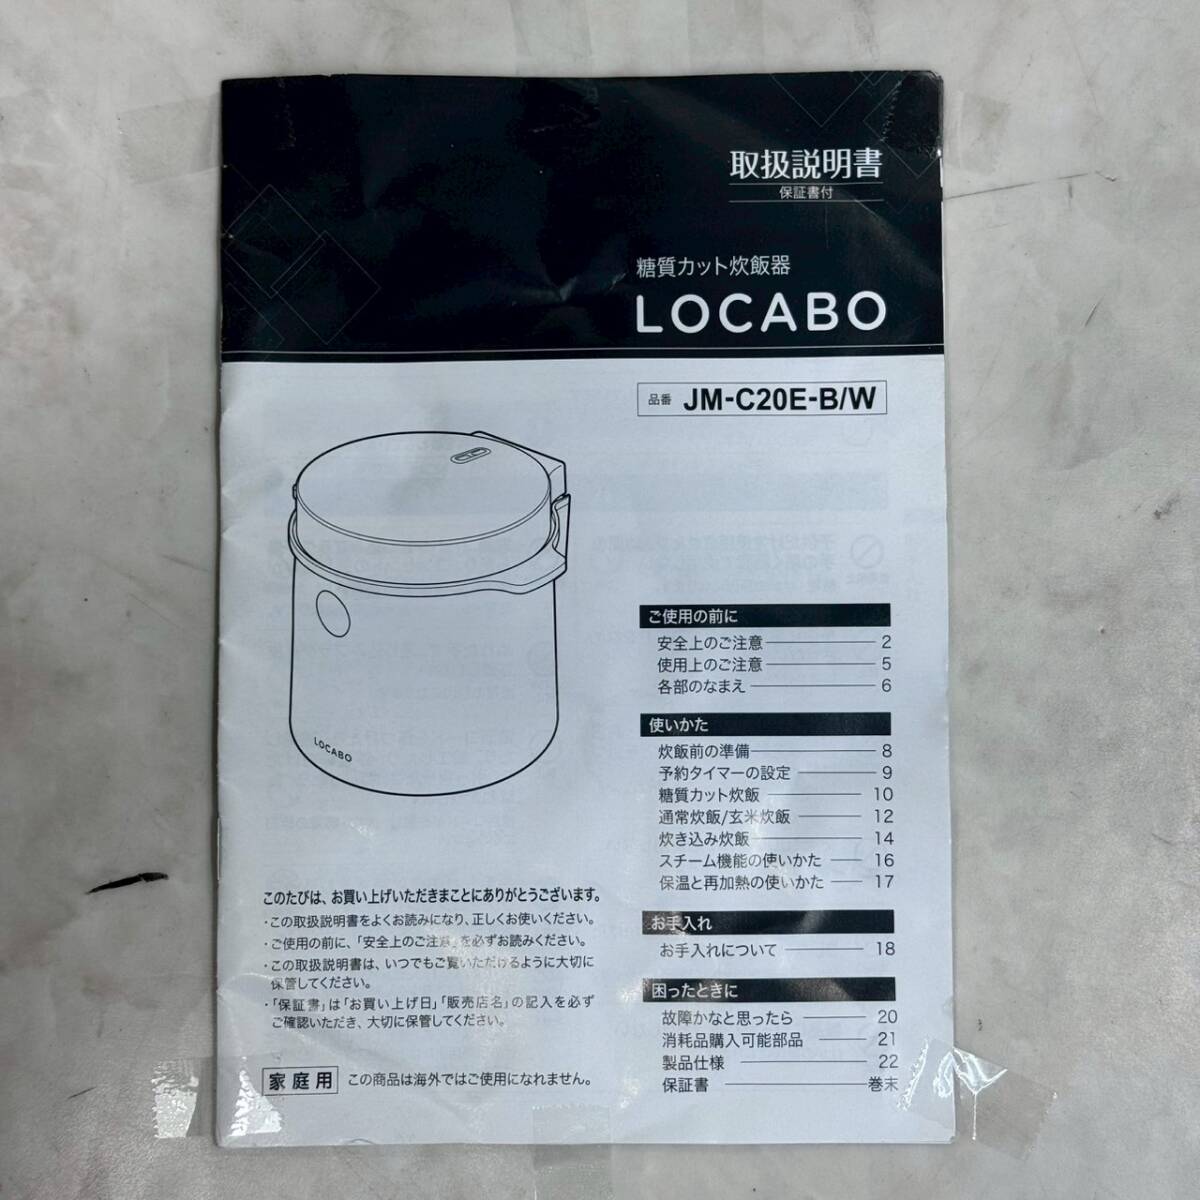 取扱説明書
保証書付
糖質カット炊飯器
LOCABO
品番 JM-C20E-B/W
LOCABO
このたびは、お買い上げいただきまことにありがとうございます。
・この取扱説明書をよくお読みになり、正しくお使いください。
・ご使用の前に、「安全上のご注意」を必ずお読みください。
・この取扱説明書は、いつでもご覧いただけるように大切に
保管してください。
・「保証書」は「お買い上げ日」「販売店名」の記入を必ず
ご確認いただき、大切に保管してください。
家庭用 この商品は海外ではご使用になれません。
ご使用の前に
安全上のご注意 2
使用上のご注意 5
各部のなまえ 6
使いかた
炊飯前の準備 8
予約タイマーの設定 9
糖質カット炊飯 10
通常炊飯/玄米炊飯 12
炊き込み炊飯 14
スチーム機能の使いかた 16
保温と再加熱の使いかた 17
お手入れ
お手入れについて 18
困ったときに
故障かなと思ったら 20
消耗品購入可能部品 21
製品仕様 22
保証書 巻末